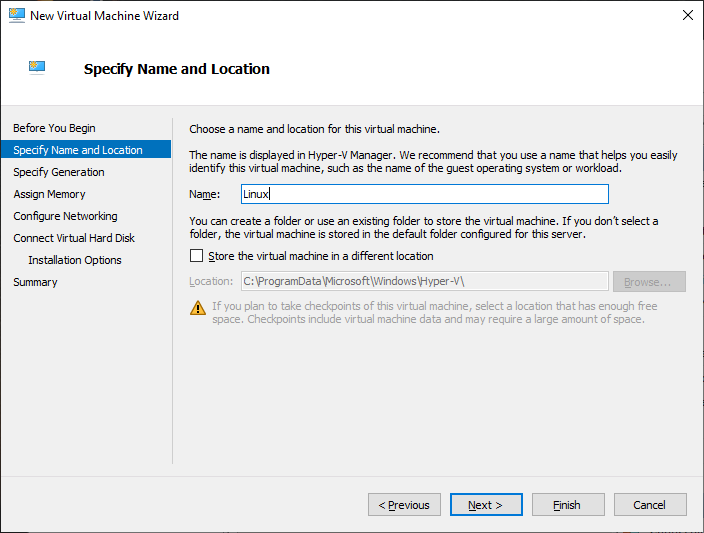 New Virtual Machine Wizard
Specify Name and Location
Before You Begin
Specify Name and Location
Specify Generation
Assign Memory
Configure Networking
Connect Virtual Hard Disk
Installation Options
Summary
Choose a name and location for this virtual machine.
The name is displayed in Hyper-V Manager. We recommend that you use a name that helps you easily
identify this virtual machine, such as the name of the guest operating system or workload.
Name: Linux
You can create a folder or use an existing folder to store the virtual machine. If you don't select a
folder, the virtual machine is stored in the default folder configured for this server.
Store the virtual machine in a different location
Location: C:\ProgramData\Microsoft\Windows\Hyper-V\ Browse...
If you plan to take checkpoints of this virtual machine, select a location that has enough free
space. Checkpoints include virtual machine data and may require a large amount of space.
< Previous Next > Finish Cancel